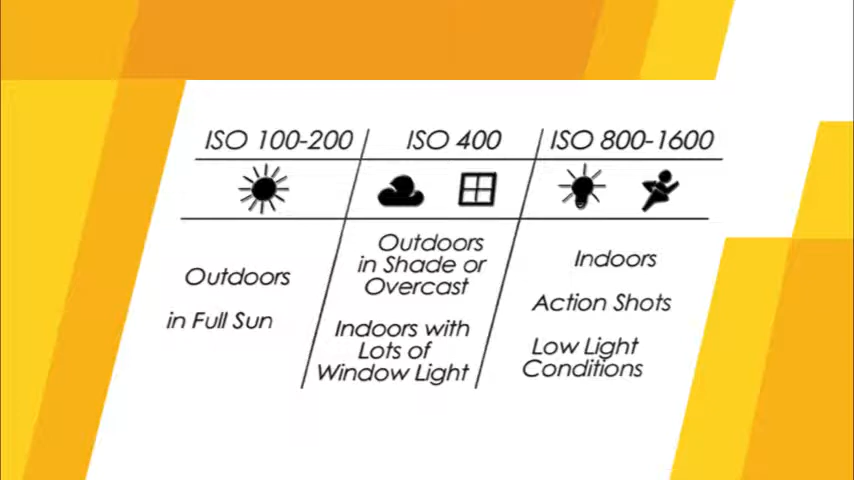 ISO 100-200
ISO 400
ISO 800-1600
Outdoors
in Full Sun
Outdoors
in Shade or
Overcast
Indoors with
Lots of
Window Light
Indoors
Action Shots
Low Light
Conditions